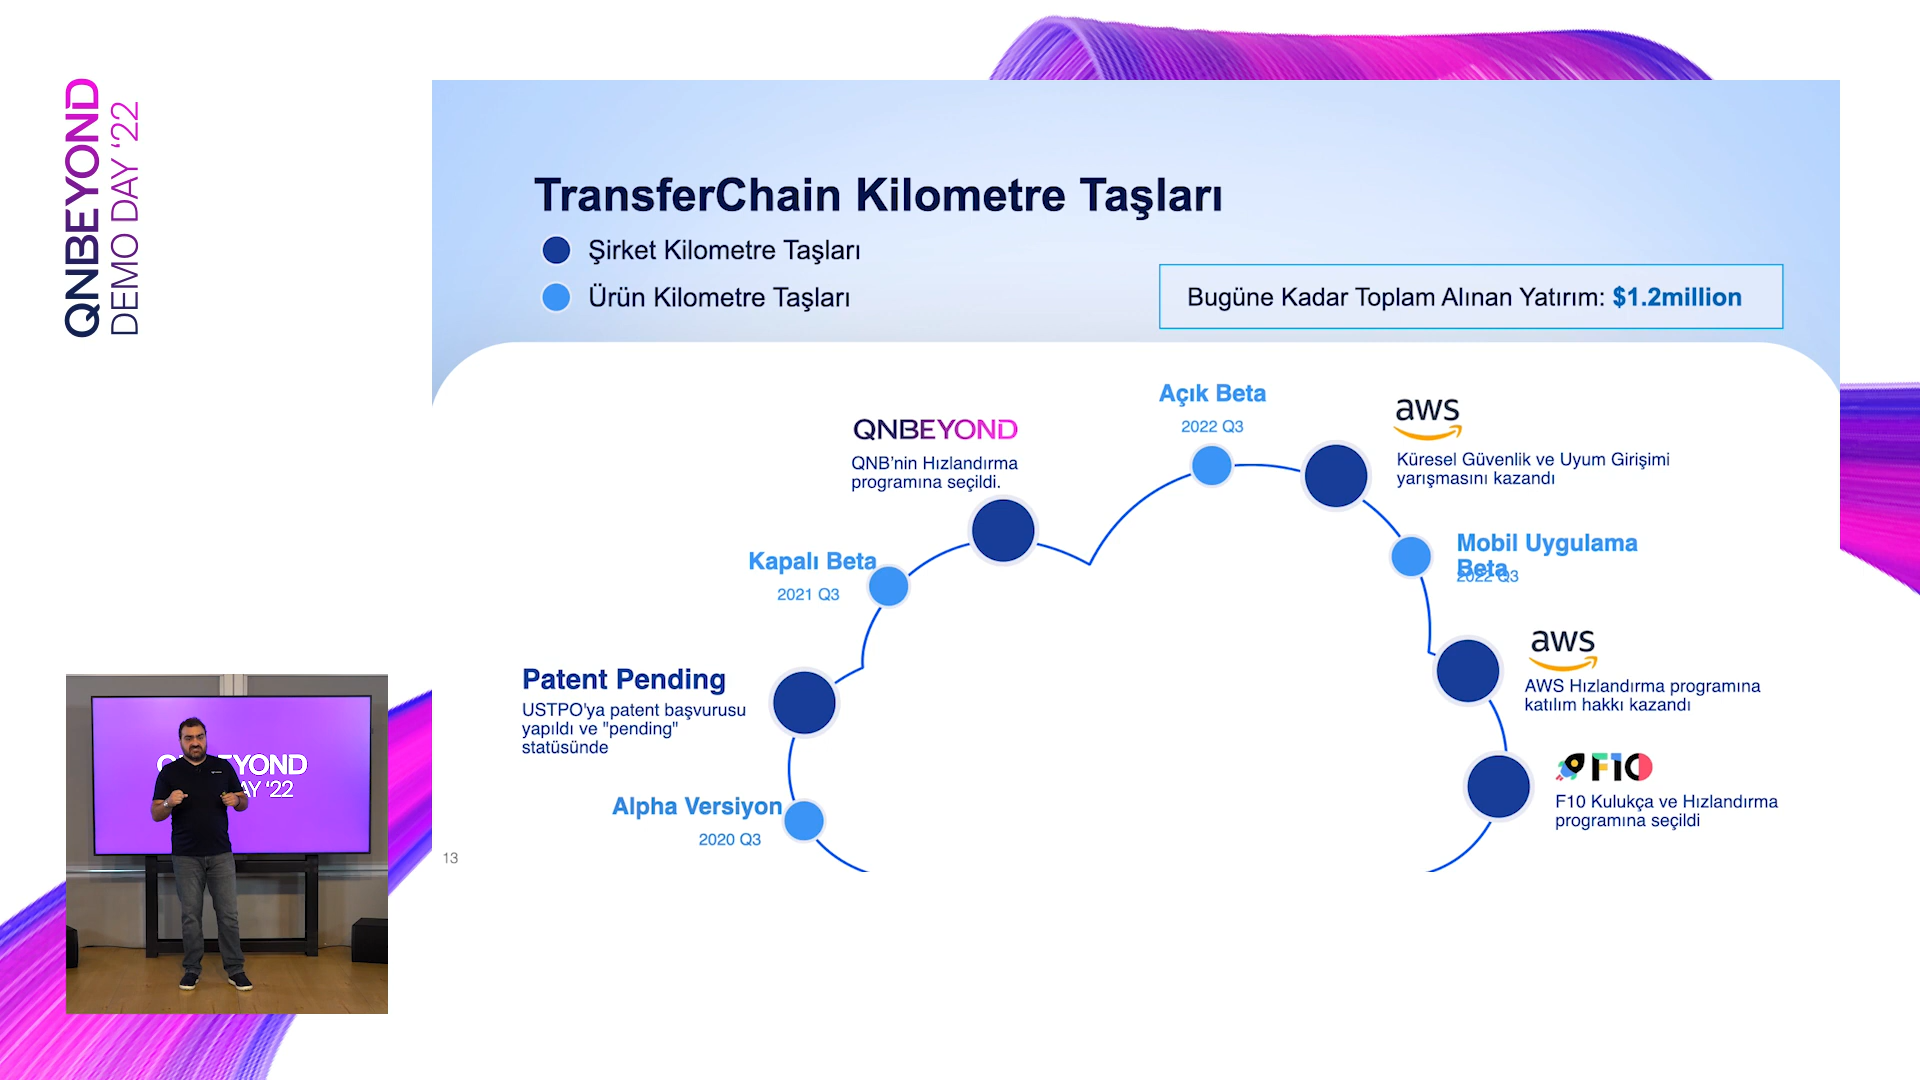 QNBEYOND
DEMO DAY ‘22
TransferChain Kilometre Taşları
Şirket Kilometre Taşları
Ürün Kilometre Taşları
Bugüne Kadar Toplam Alınan Yatırım: $1.2million
Açık Beta
2022 Q3
aws
Küresel Güvenlik ve Uyum Girişimi
yarışmasını kazandı
QNBEYOND
QNB’nin Hızlandırma
programına seçildi.
Mobil Uygulama
Beta
2022 Q3
Kapalı Beta
2021 Q3
aws
AWS Hızlandırma programına
katılım hakkı kazandı
Patent Pending
USTPO'ya patent başvurusu
yapıldı ve "pending"
statüsünde
F10
F10 Kulukça ve Hızlandırma
programına seçildi
Alpha Versiyon
2020 Q3
13